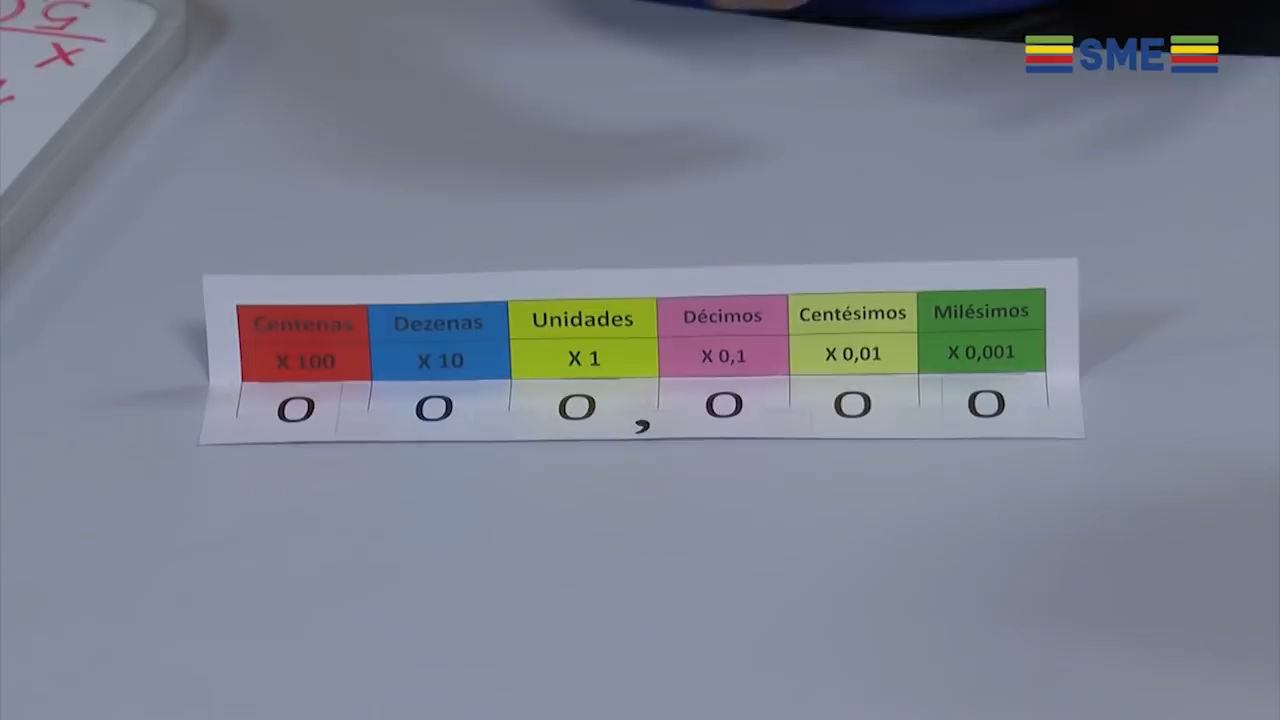 SME
Centenas Dezenas Unidades Décimos Centésimos Milésimos
X 100 X 10 X 1 X 0,1 X 0,01 X 0,001
0 0 0 , 0 0 0